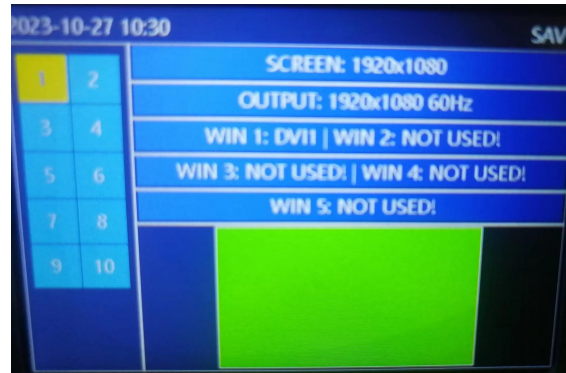 2023-10-27 10:30
SAV
1 2
3 4
5 6
7 8
9 10
SCREEN: 1920x1080
OUTPUT: 1920x1080 60Hz
WIN 1: DVI1 | WIN 2: NOT USED!
WIN 3: NOT USED! | WIN 4: NOT USED!
WIN 5: NOT USED!